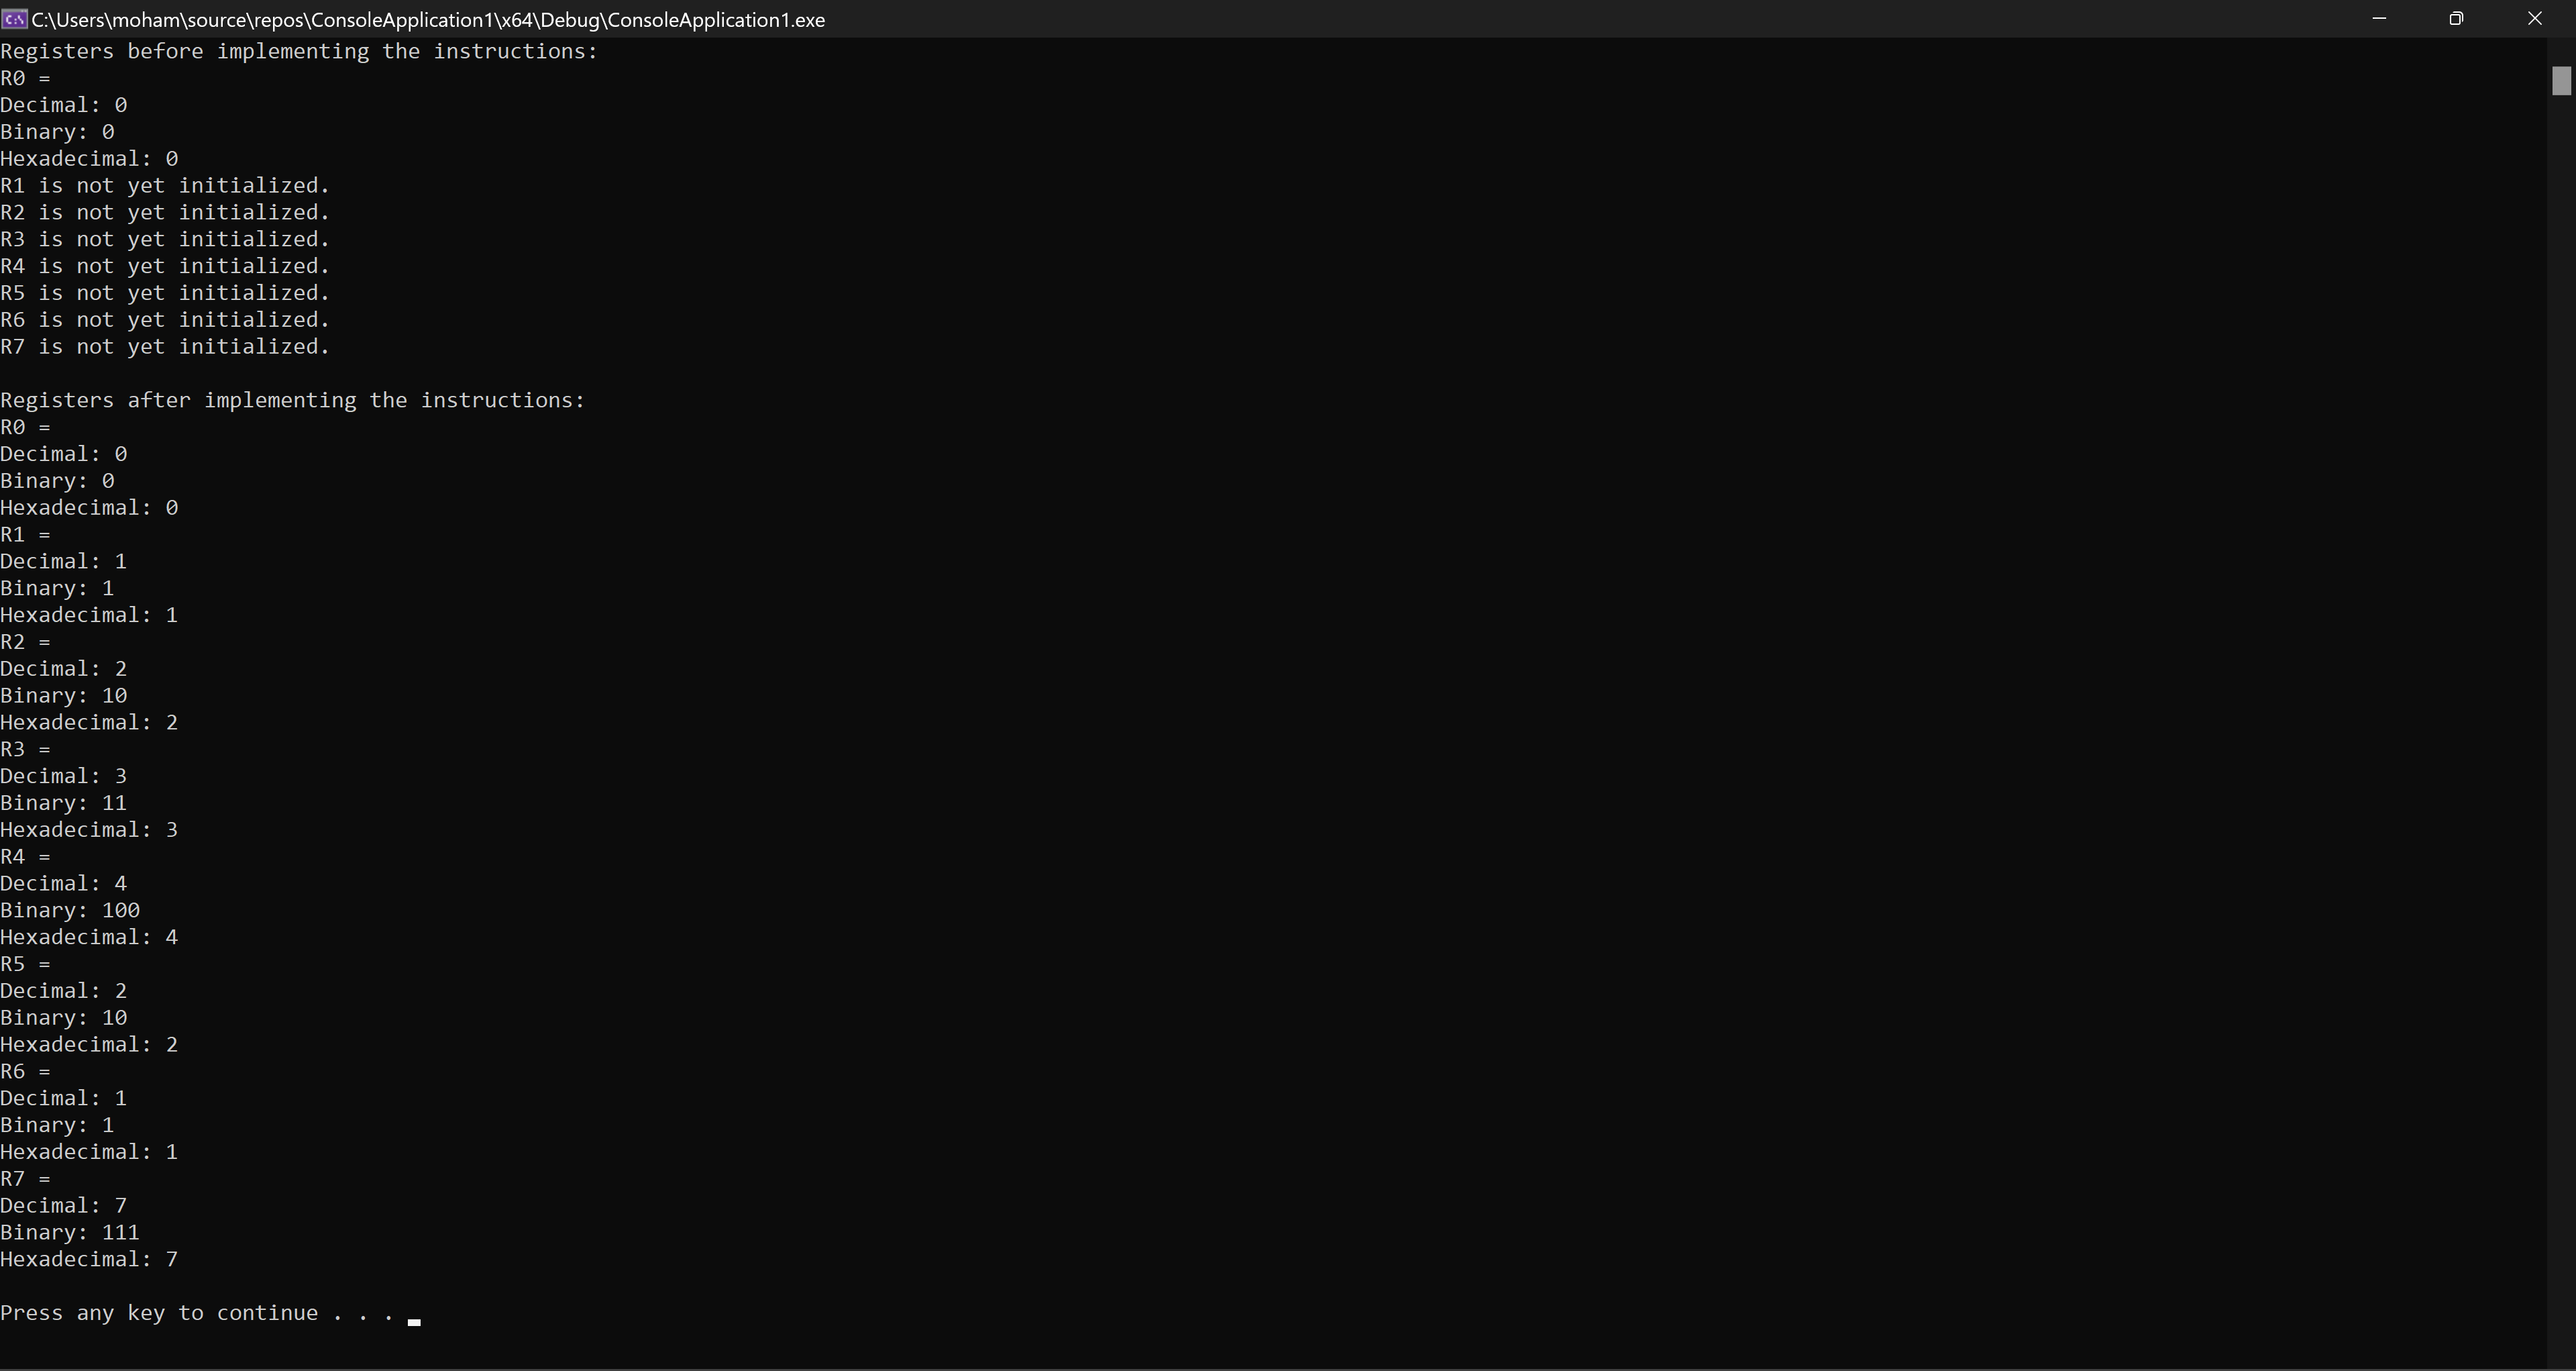 C:\Users\moham\source\repos\ConsoleApplication1\x64\Debug\ConsoleApplication1.exe
Registers before implementing the instructions:
R0 =
Decimal: 0
Binary: 0
Hexadecimal: 0
R1 is not yet initialized.
R2 is not yet initialized.
R3 is not yet initialized.
R4 is not yet initialized.
R5 is not yet initialized.
R6 is not yet initialized.
R7 is not yet initialized.
Registers after implementing the instructions:
R0 =
Decimal: 0
Binary: 0
Hexadecimal: 0
R1 =
Decimal: 1
Binary: 1
Hexadecimal: 1
R2 =
Decimal: 2
Binary: 10
Hexadecimal: 2
R3 =
Decimal: 3
Binary: 11
Hexadecimal: 3
R4 =
Decimal: 4
Binary: 100
Hexadecimal: 4
R5 =
Decimal: 2
Binary: 10
Hexadecimal: 2
R6 =
Decimal: 1
Binary: 1
Hexadecimal: 1
R7 =
Decimal: 7
Binary: 111
Hexadecimal: 7
Press any key to continue . . .